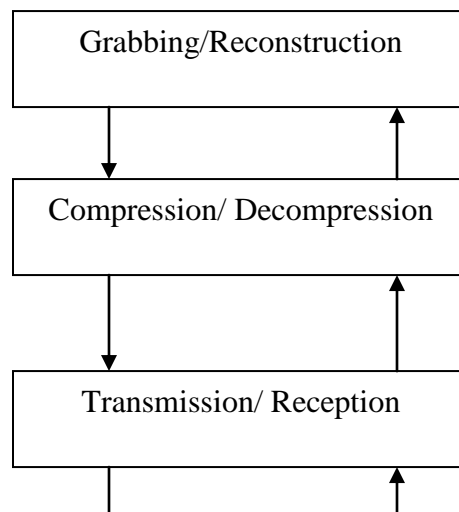 Grabbing/Reconstruction
Compression/ Decompression
Transmission/ Reception